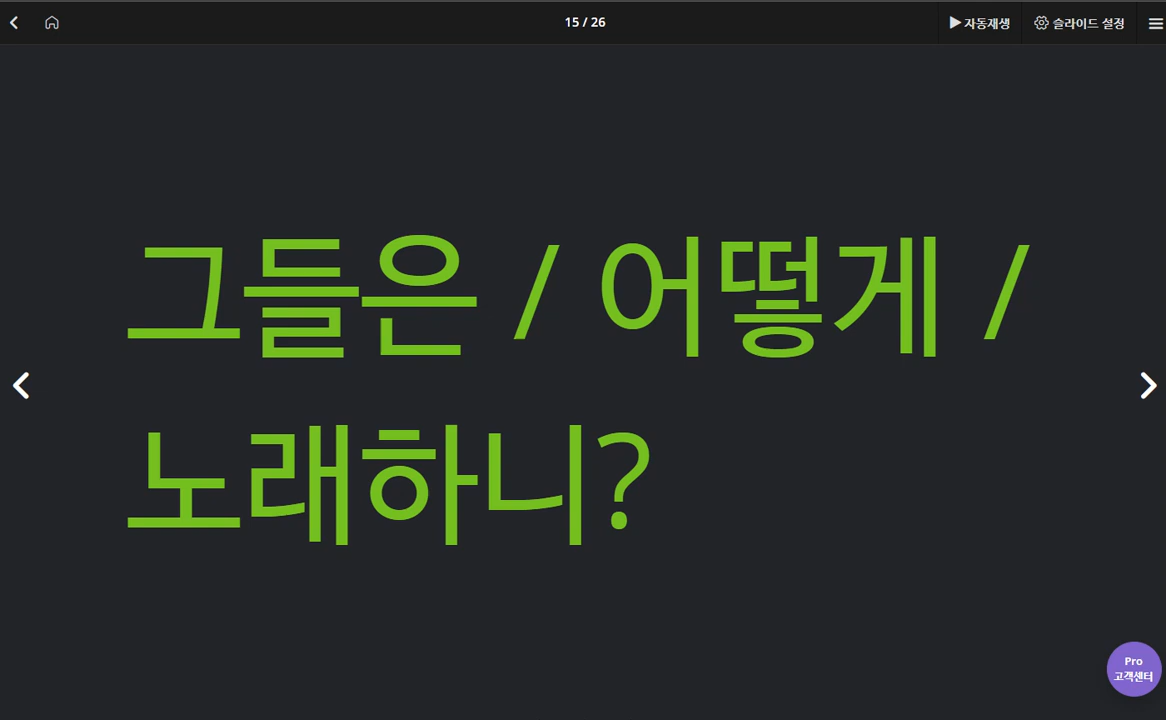 15 / 26
자동재생
슬라이드 설정
그들은 / 어떻게 /
노래하니?
Pro
고객센터